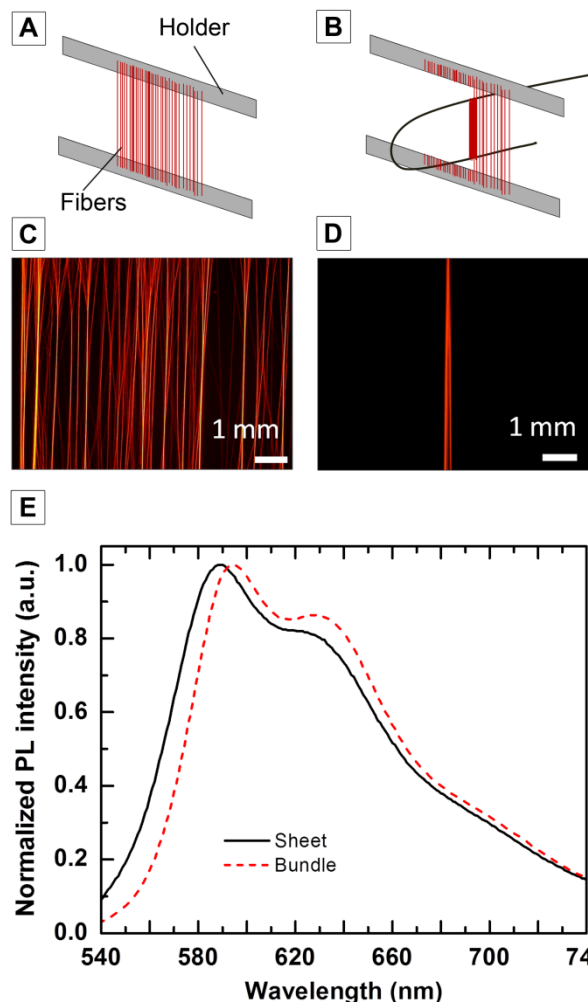 A
Holder
Fibers
B
C
1 mm
D
1 mm
E
Normalized PL intensity (a.u.)
1.0
0.8
0.6
0.4
0.2
0.0
Sheet
Bundle
540 580 620 660 700 74
Wavelength (nm)